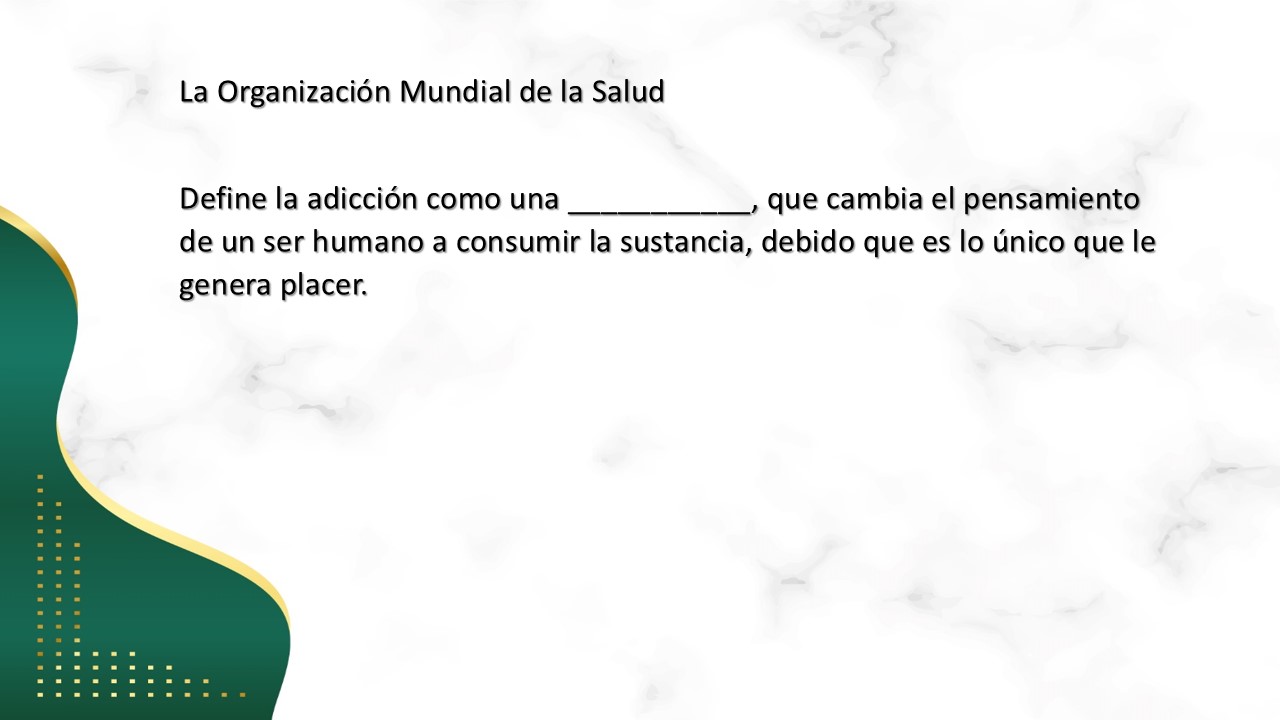 La Organización Mundial de la Salud
Define la adicción como una ____________, que cambia el pensamiento
de un ser humano a consumir la sustancia, debido que es lo único que le
genera placer.